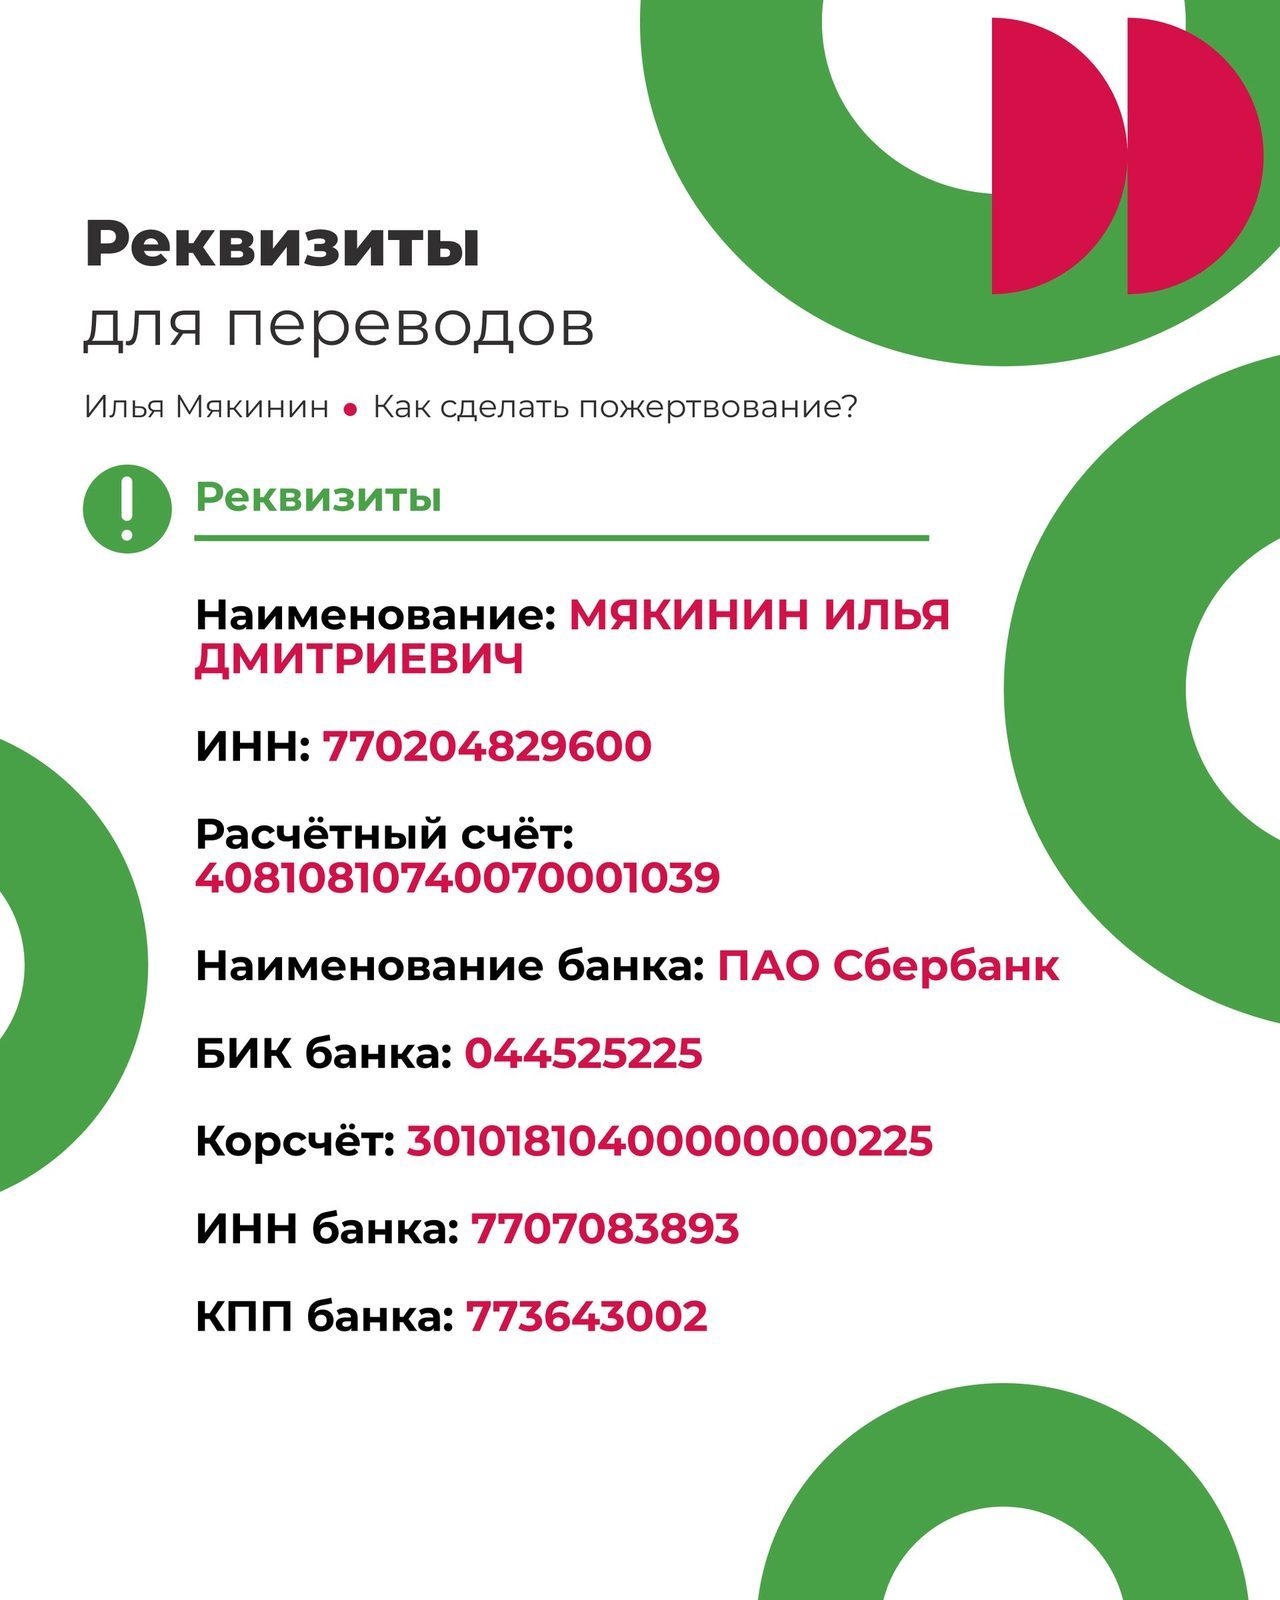 Реквизиты
для переводов
Илья Мякинин • Как сделать пожертвование?
Реквизиты
Наименование: МЯКИНИН ИЛЬЯ
ДМИТРИЕВИЧ
ИНН: 770204829600
Расчётный счёт:
40810810740070001039
Наименование банка: ПАО Сбербанк
БИК банка: 044525225
Корсчёт: 30101810400000000225
ИНН банка: 7707083893
КПП банка: 773643002